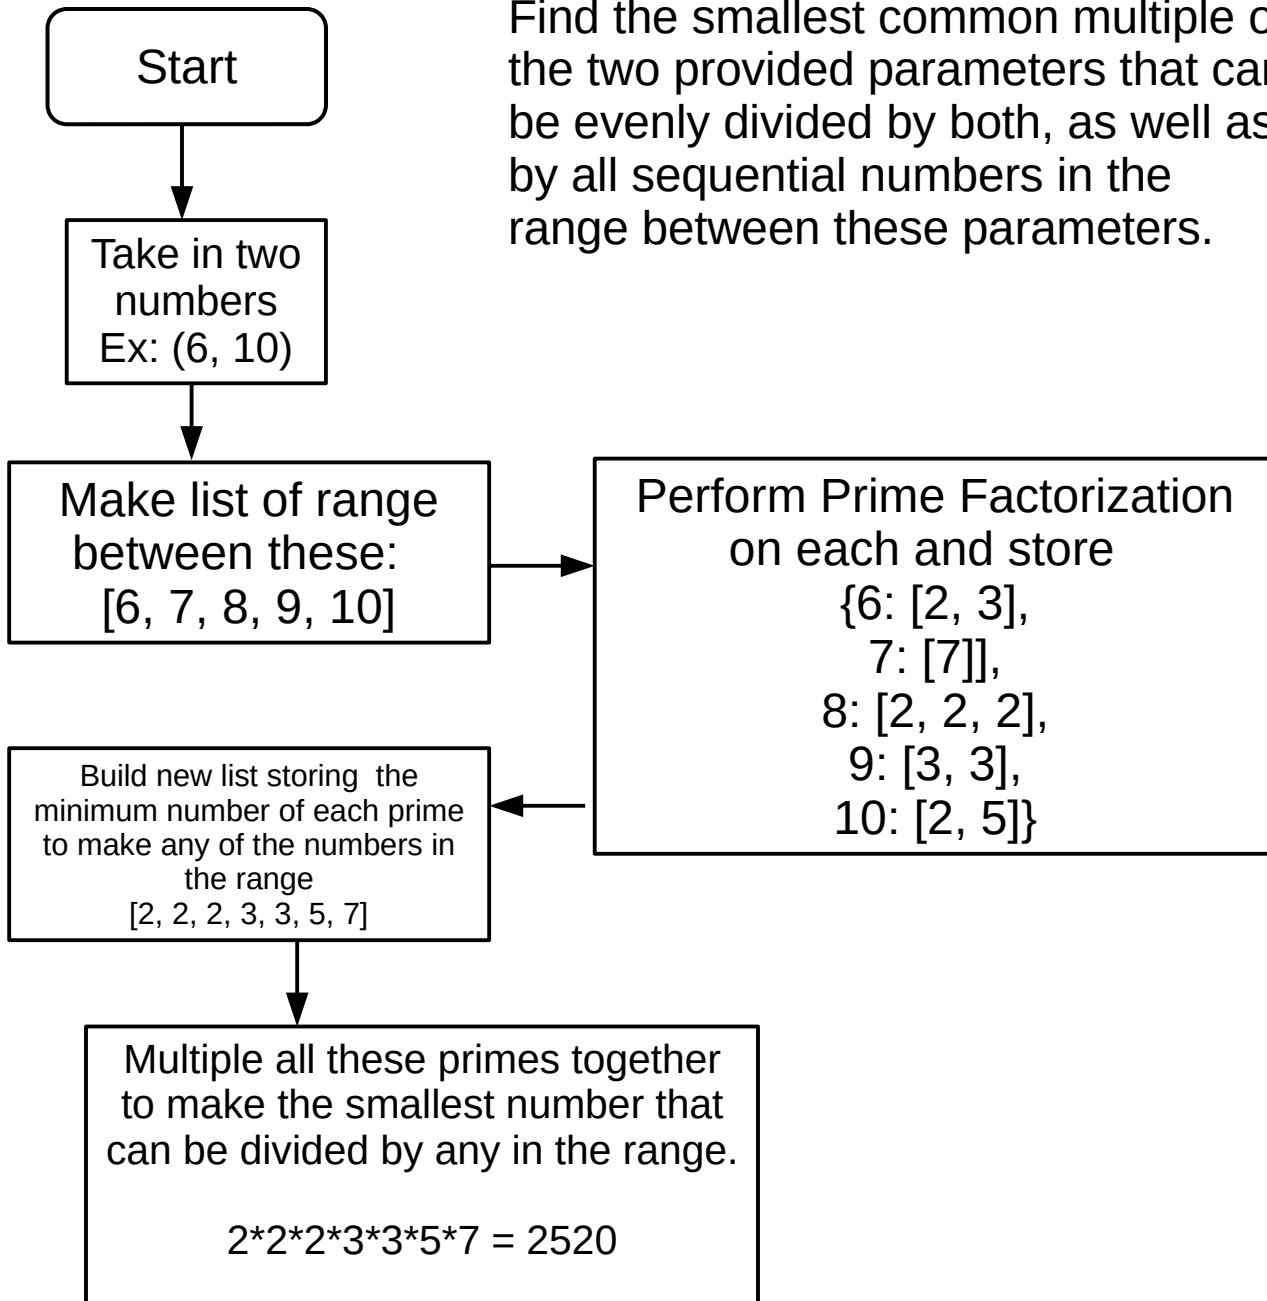 Start
Find the smallest common multiple
the two provided parameters that
be evenly divided by both, as well as
by all sequential numbers in the
range between these parameters.
Take in two
numbers
Ex: (6, 10)
Make list of range
between these:
[6, 7, 8, 9, 10]
Perform Prime Factorization
on each and store
{6: [2, 3],
7: [7]],
8: [2, 2, 2],
9: [3, 3],
10: [2, 5]}
Build new list storing  the
minimum number of each prime
to make any of the numbers in
the range
[2, 2, 2, 3, 3, 5, 7]
Multiple all these primes together
to make the smallest number that
can be divided by any in the range.
2*2*2*3*3*5*7 = 2520